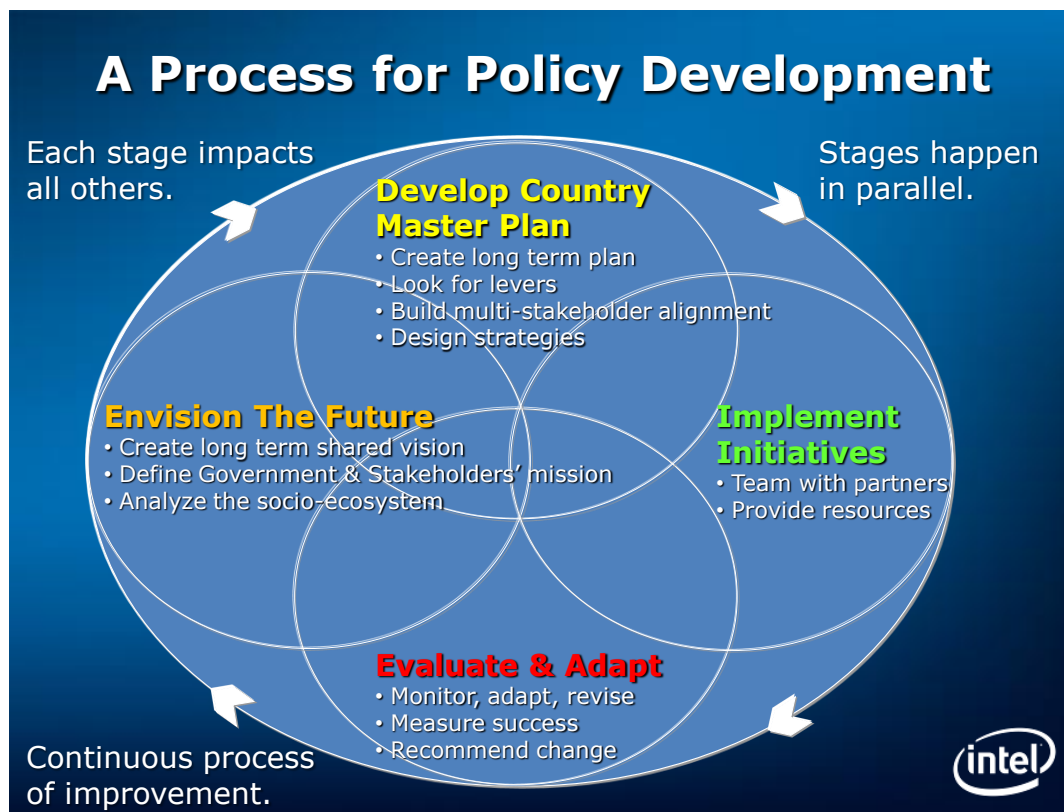 A Process for Policy Development
Each stage impacts
all others.
Stages happen
in parallel.
Develop Country
Master Plan
• Create long term plan
• Look for levers
• Build multi-stakeholder alignment
• Design strategies
Envision The Future
• Create long term shared vision
• Define Government & Stakeholders’ mission
• Analyze the socio-ecosystem
Implement
Initiatives
• Team with partners
• Provide resources
Evaluate & Adapt
• Monitor, adapt, revise
• Measure success
• Recommend change
Continuous process
of improvement.
intel